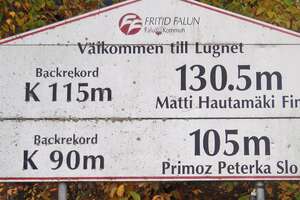 FRITID FALUN
Falu Kommun
Välkommen till Lugnet
Backrekord
K 115m
130.5m
Matti Hautamäki Fin
Backrekord
K 90m
105m
Primoz Peterka Slo